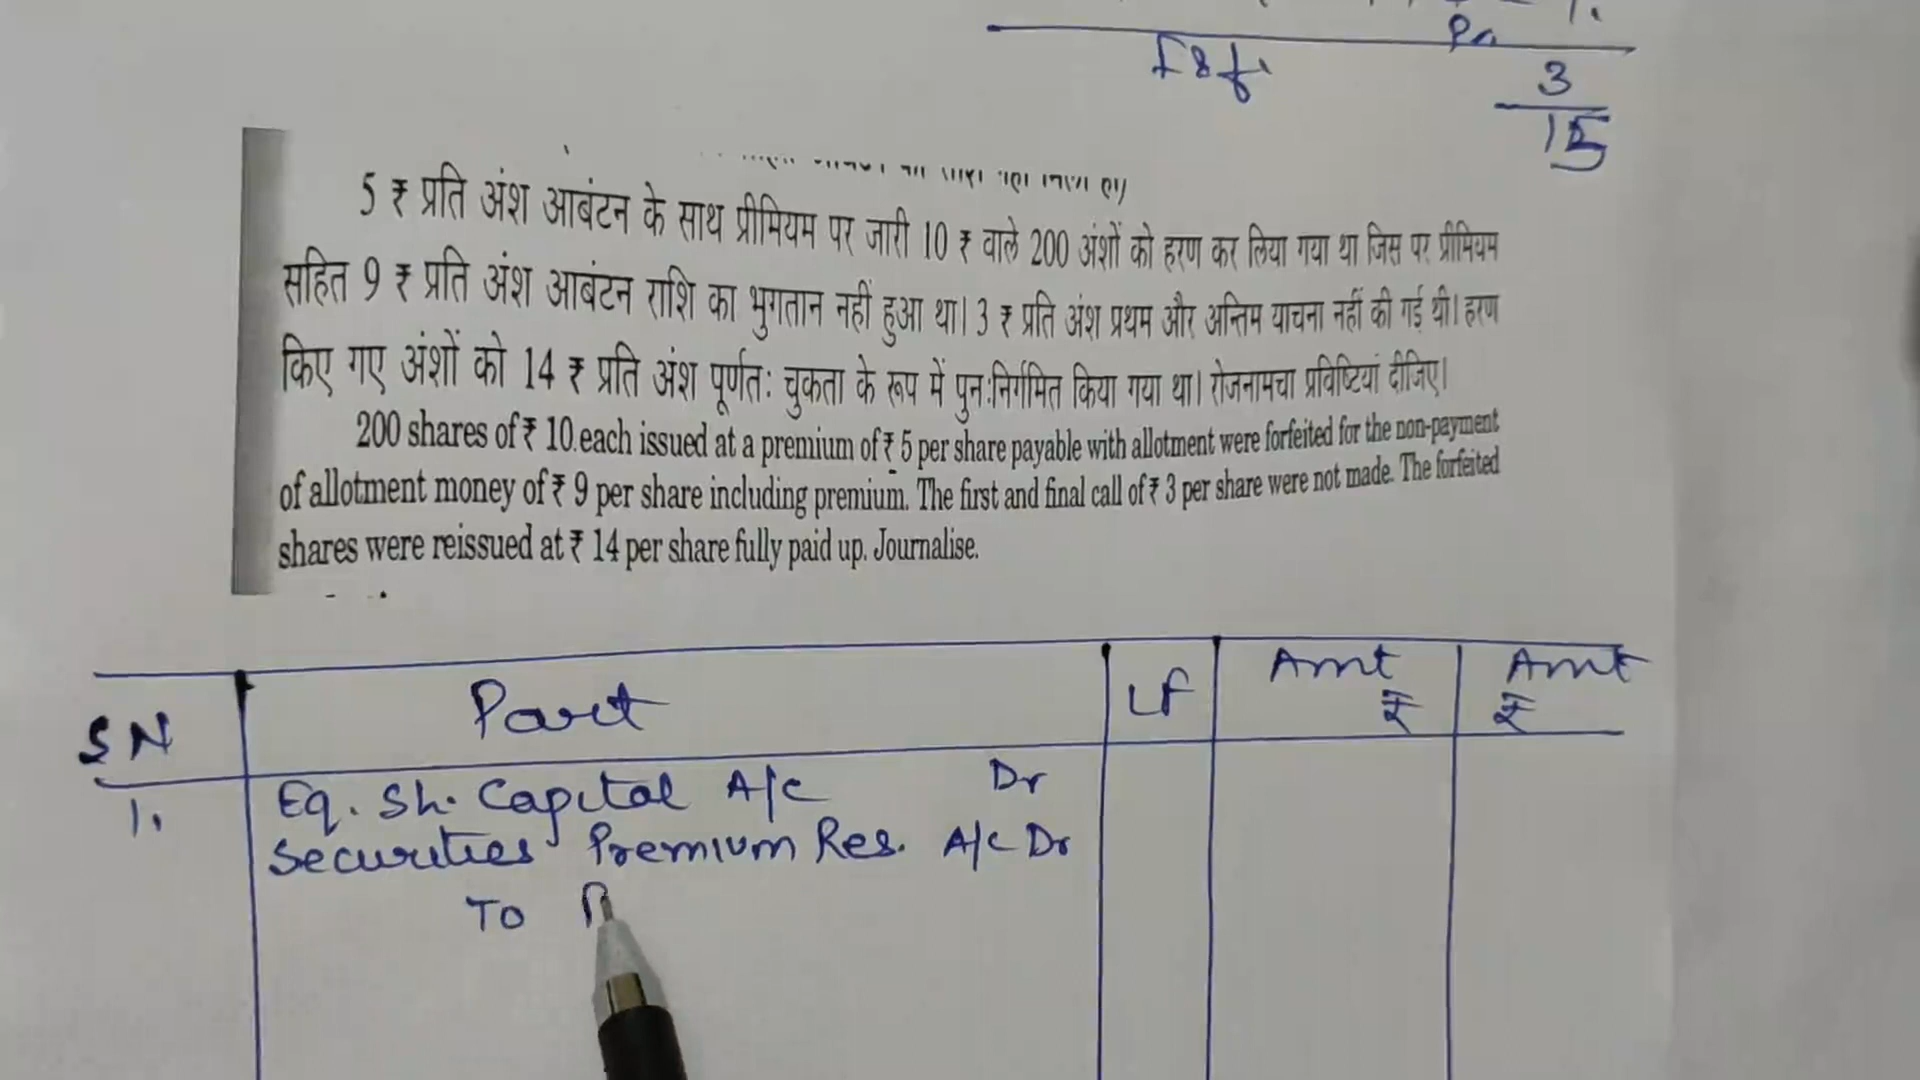 F & f.
3
15
5 ₹ प्रति अंश आबंटन के साथ प्रीमियम पर जारी 10 ₹ वाले 200 अंशों को हरण कर लिया गया था जिस पर प्रीमियम
सहित 9 ₹ प्रति अंश आबंटन राशि का भुगतान नहीं हुआ था। 3 ₹ प्रति अंश प्रथम और अन्तिम याचना नहीं की गई थी। हरण
किए गए अंशों को 14 ₹ प्रति अंश पूर्णतः चुकता के रूप में पुनःनिर्गमित किया गया था। रोजनामचा प्रविष्टियां दीजिए।
200 shares of ₹ 10 each issued at a premium of ₹ 5 per share payable with allotment were forfeited for the non-payment
of allotment money of ₹ 9 per share including premium. The first and final call of ₹ 3 per share were not made. The forfeited
shares were reissued at ₹ 14 per share fully paid up. Journalise.
SN Part LF Amt ₹ Amt ₹
1. Eq. Sh. Capital A/c Dr
Securities Premium Res. A/c Dr
To